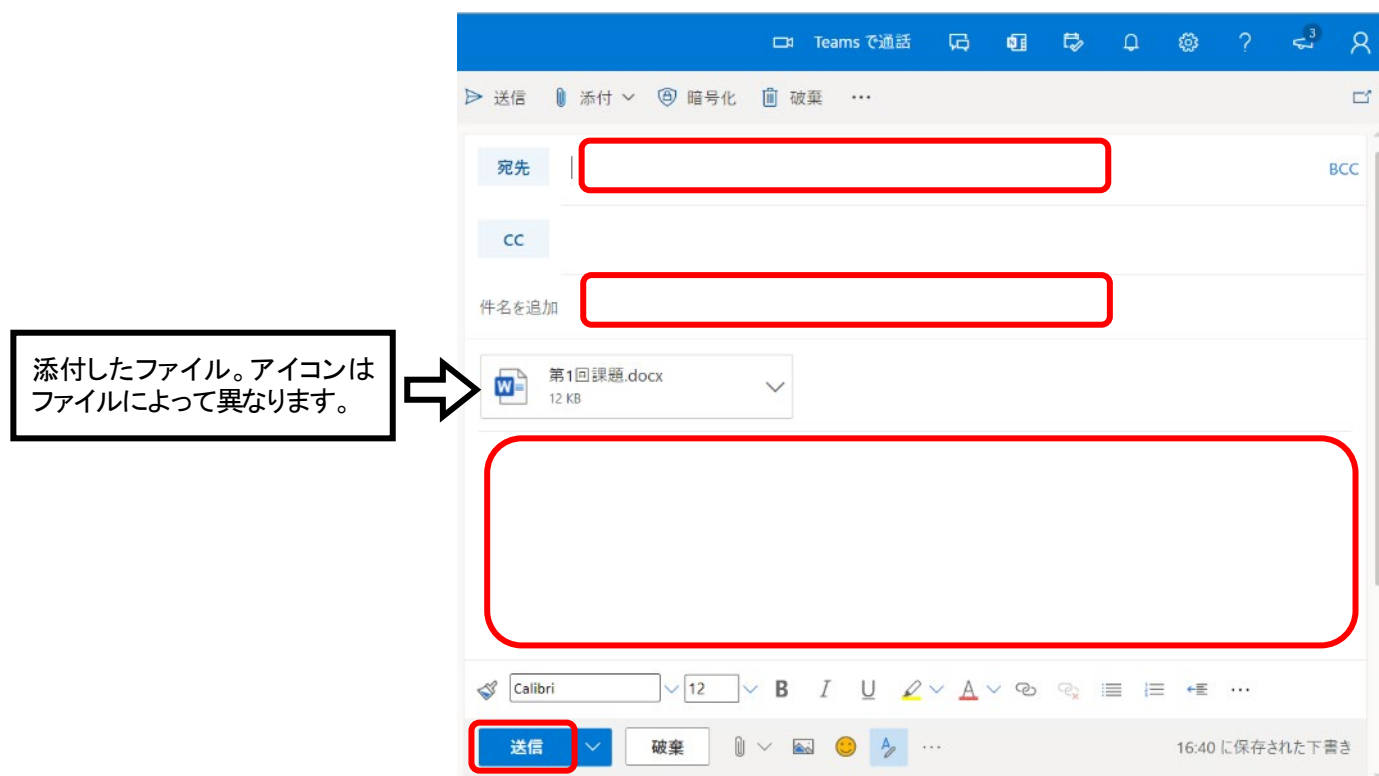 Teams で通話
3
送信 添付 暗号化 破棄 ···
宛先
BCC
CC
件名を追加
添付したファイル。アイコンは
ファイルによって異なります。
第1回課題.docx
12 KB
Calibri 12 B I U A ···
送信 破棄 ··· 16:40 に保存された下書き